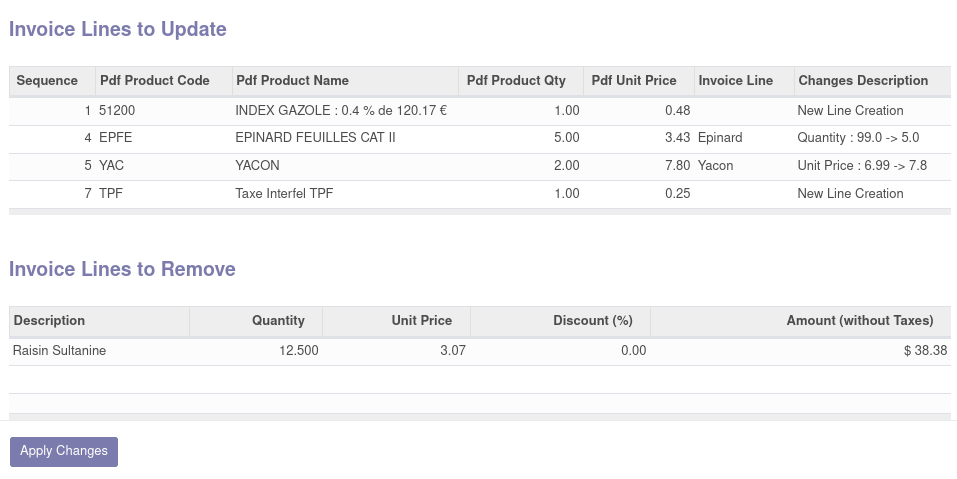 Invoice Lines to Update
Sequence Pdf Product Code Pdf Product Name Pdf Product Qty Pdf Unit Price Invoice Line Changes Description
1 51200 INDEX GAZOLE : 0.4 % de 120.17 € 1.00 0.48 New Line Creation
4 EPFE EPINARD FEUILLES CAT II 5.00 3.43 Epinard Quantity : 99.0 -> 5.0
5 YAC YACON 2.00 7.80 Yacon Unit Price : 6.99 -> 7.8
7 TPF Taxe Interfel TPF 1.00 0.25 New Line Creation
Invoice Lines to Remove
Description Quantity Unit Price Discount (%) Amount (without Taxes)
Raisin Sultanine 12.500 3.07 0.00 $ 38.38
Apply Changes